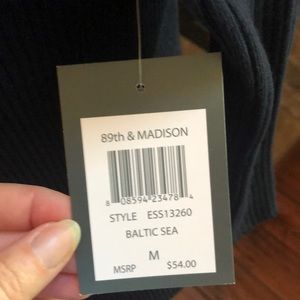 89th & MADISON
8 08594 23478 4
STYLE ESS13260
BALTIC SEA
M
MSRP $54.00